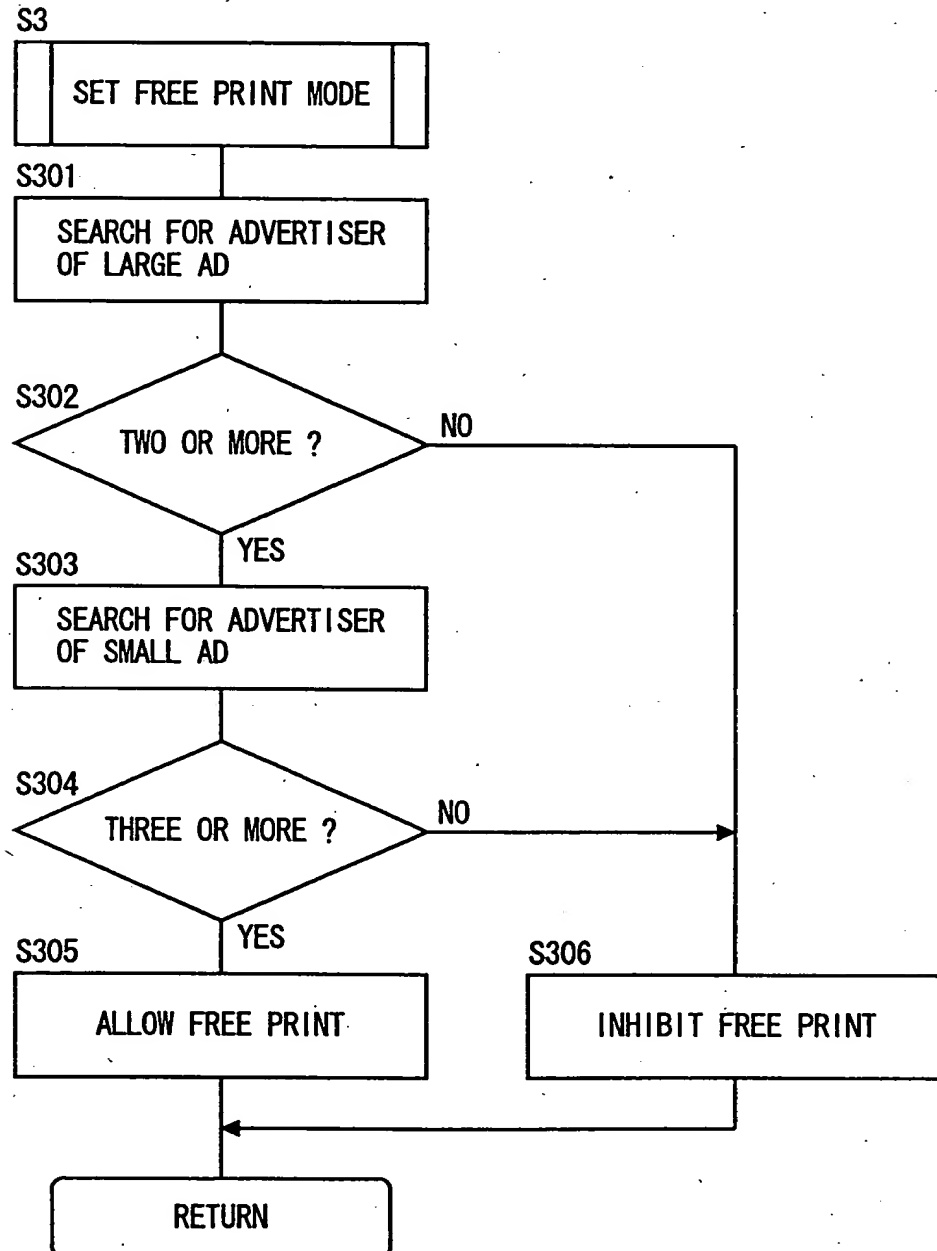 S3
SET FREE PRINT MODE
S301
SEARCH FOR ADVERTISER
OF LARGE AD
S302
TWO OR MORE ?
NO
YES
S303
SEARCH FOR ADVERTISER
OF SMALL AD
S304
THREE OR MORE ?
NO
YES
S305
ALLOW FREE PRINT
S306
INHIBIT FREE PRINT
RETURN